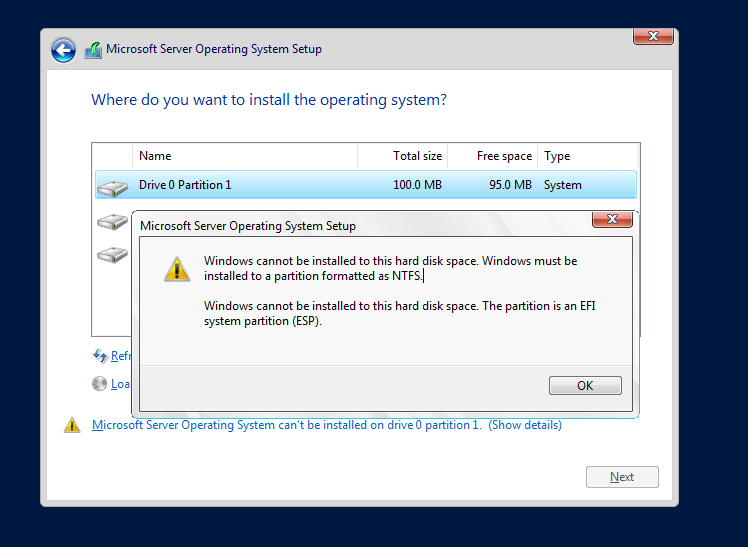 Microsoft Server Operating System Setup
Where do you want to install the operating system?
Name Total size Free space Type
Drive 0 Partition 1 100.0 MB 95.0 MB System
Microsoft Server Operating System Setup
Windows cannot be installed to this hard disk space. Windows must be
installed to a partition formatted as NTFS.
Windows cannot be installed to this hard disk space. The partition is an EFI
system partition (ESP).
OK
Refr
Loa
Microsoft Server Operating System can't be installed on drive 0 partition 1. (Show details)
Next